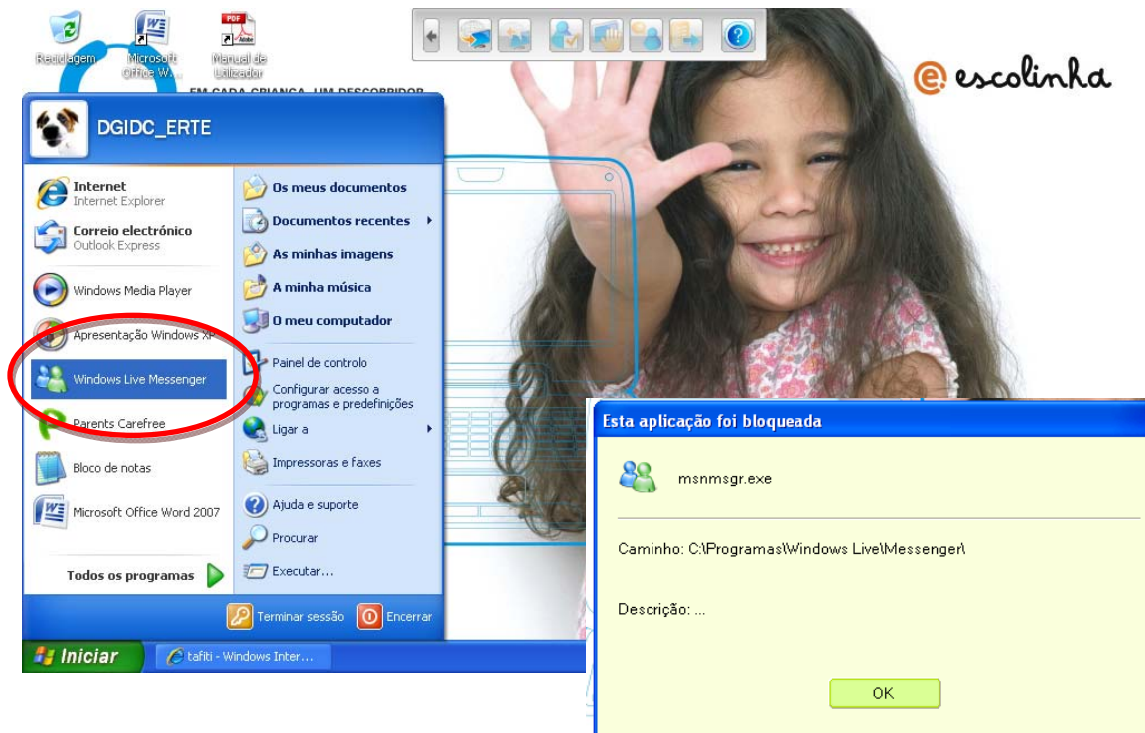 Reciclagem
Microsoft
Office W...
PDF
Adobe
Manual de
Utilizador
EM CADA CRIANÇA, UM DESCOBRIDOR
e escolinha
DGIDC_ERTE
Internet
Internet Explorer
Correio electrónico
Outlook Express
Windows Media Player
Apresentação Windows XP
Windows Live Messenger
Parents Carefree
Bloco de notas
Microsoft Office Word 2007
Todos os programas
Os meus documentos
Documentos recentes
As minhas imagens
A minha música
O meu computador
Painel de controlo
Configurar acesso a
programas e predefinições
Ligar a
Impressoras e faxes
Ajuda e suporte
Procurar
Executar...
Terminar sessão
Encerrar
Iniciar
tafiti - Windows Inter...
Esta aplicação foi bloqueada
msnmsgr.exe
Caminho: C:\Programas\Windows Live\Messenger\
Descrição: ...
OK